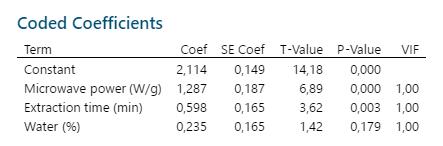 Coded Coefficients
Term Coef SE Coef T-Value P-Value VIF
Constant 2,114 0,149 14,18 0,000
Microwave power (W/g) 1,287 0,187 6,89 0,000 1,00
Extraction time (min) 0,598 0,165 3,62 0,003 1,00
Water (%) 0,235 0,165 1,42 0,179 1,00